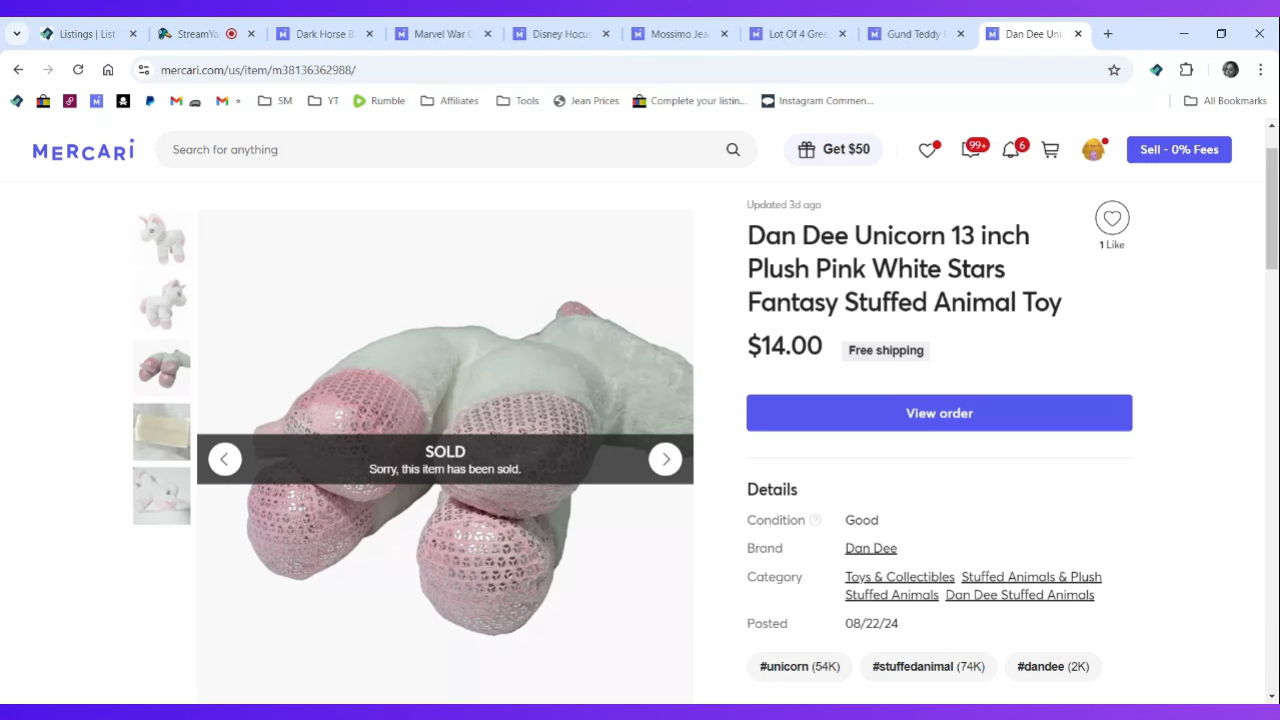 Listings | List
StreamYa
Dark Horse B
Marvel War C
Disney Hocus
Mossimo Jea
Lot Of 4 Gree
Gund Teddy
Dan Dee Uni
mercari.com/us/item/m38136362988/
SM
YT
Rumble
Affiliates
Tools
Jean Prices
Complete your listin...
Instagram Commen...
All Bookmarks
MERCARI
Search for anything
Get $50
99+
6
Sell - 0% Fees
Updated 3d ago
Dan Dee Unicorn 13 inch
Plush Pink White Stars
Fantasy Stuffed Animal Toy
1 Like
$14.00 Free shipping
View order
SOLD
Sorry, this item has been sold.
Details
Condition Good
Brand Dan Dee
Category Toys & Collectibles Stuffed Animals & Plush
Stuffed Animals Dan Dee Stuffed Animals
Posted 08/22/24
#unicorn (54K) #stuffedanimal (74K) #dandee (2K)